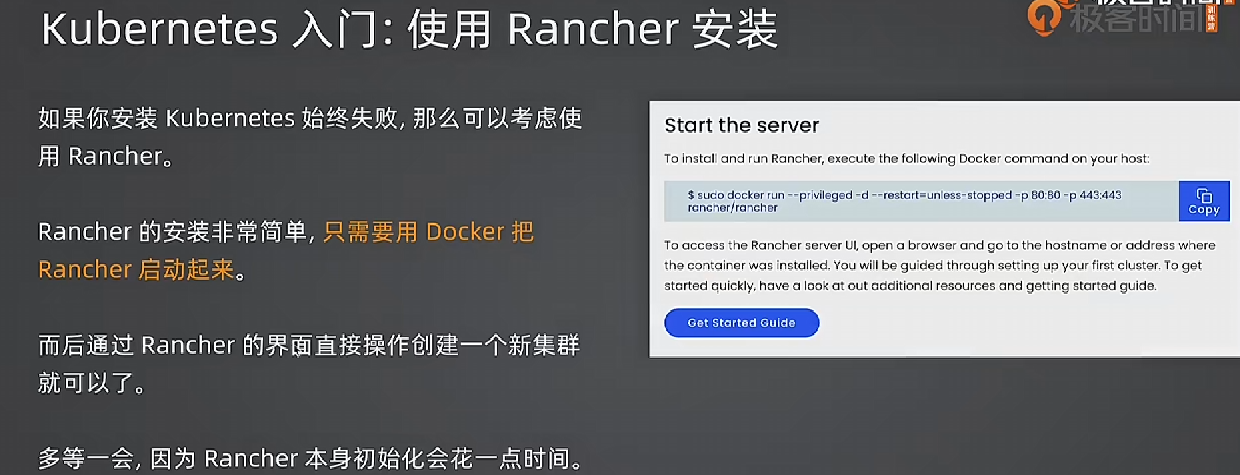 Kubernetes 入门: 使用 Rancher 安装
极客时间
训练营
如果你安装 Kubernetes 始终失败, 那么可以考虑使
用 Rancher。
Rancher 的安装非常简单, 只需要用 Docker 把
Rancher 启动起来。
而后通过 Rancher 的界面直接操作创建一个新集群
就可以了。
多等一会, 因为 Rancher 本身初始化会花一点时间。
Start the server
To install and run Rancher, execute the following Docker command on your host:
$ sudo docker run --privileged -d --restart=unless-stopped -p 80:80 -p 443:443
rancher/rancher
Copy
To access the Rancher server UI, open a browser and go to the hostname or address where
the container was installed. You will be guided through setting up your first cluster. To get
started quickly, have a look at out additional resources and getting started guide.
Get Started Guide